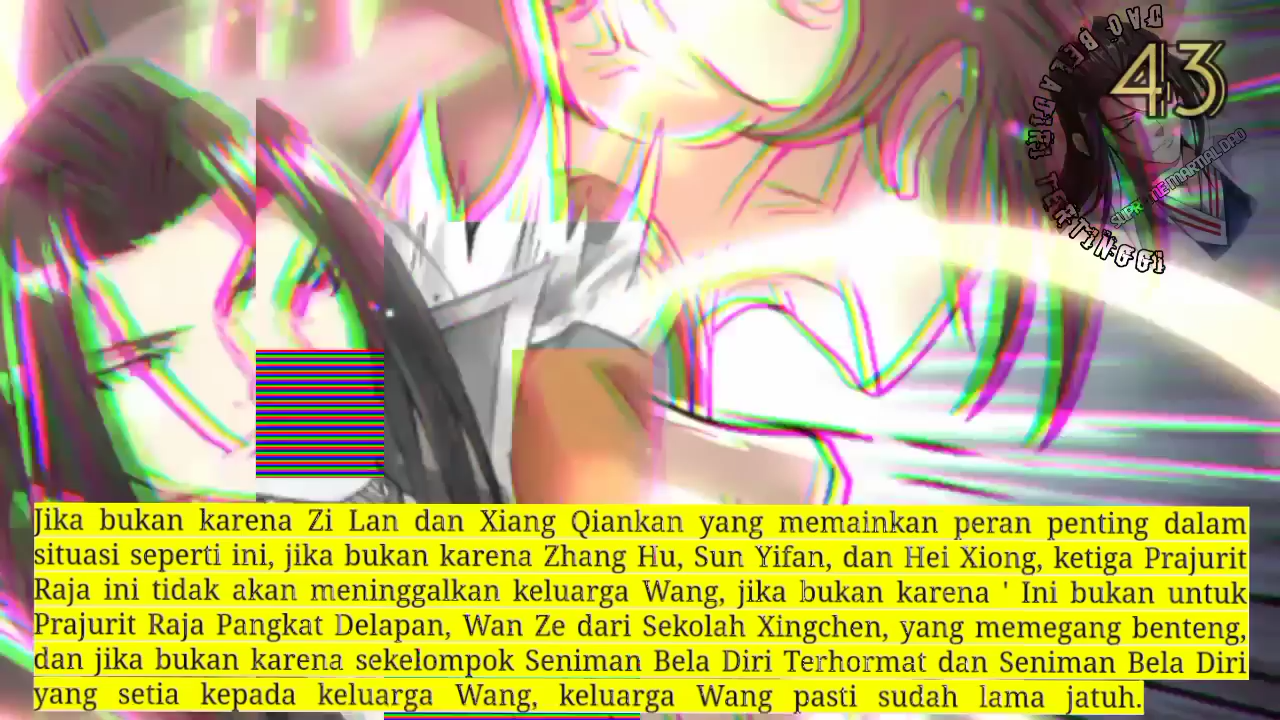 DAO BELADIRI TERTINGGI
43
Jika bukan karena Zi Lan dan Xiang Qiankan yang memainkan peran penting dalam
situasi seperti ini, jika bukan karena Zhang Hu, Sun Yifan, dan Hei Xiong, ketiga Prajurit
Raja ini tidak akan meninggalkan keluarga Wang, jika bukan karena ' Ini bukan untuk
Prajurit Raja Pangkat Delapan, Wan Ze dari Sekolah Xingchen, yang memegang benteng,
dan jika bukan karena sekelompok Seniman Bela Diri Terhormat dan Seniman Bela Diri
yang setia kepada keluarga Wang, keluarga Wang pasti sudah lama jatuh.